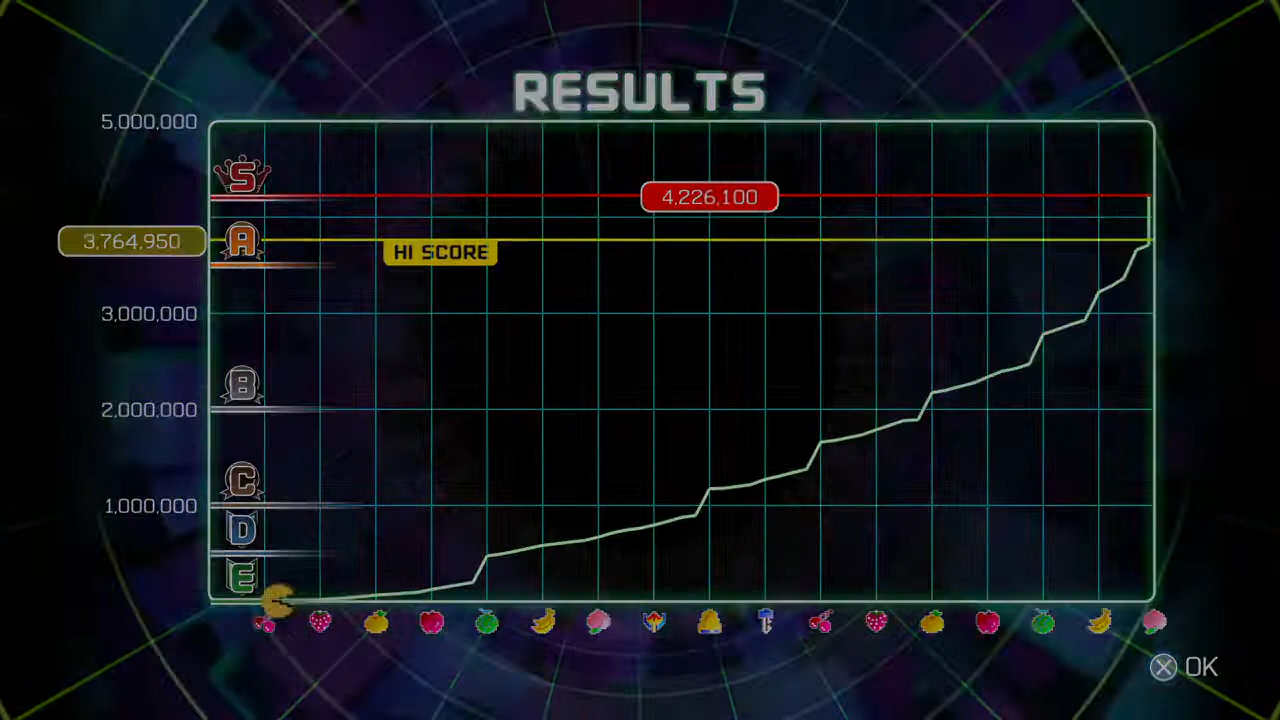 RESULTS
5,000,000
S
4,226,100
3,764,950
A
HI SCORE
3,000,000
B
2,000,000
C
1,000,000
D
E
OK